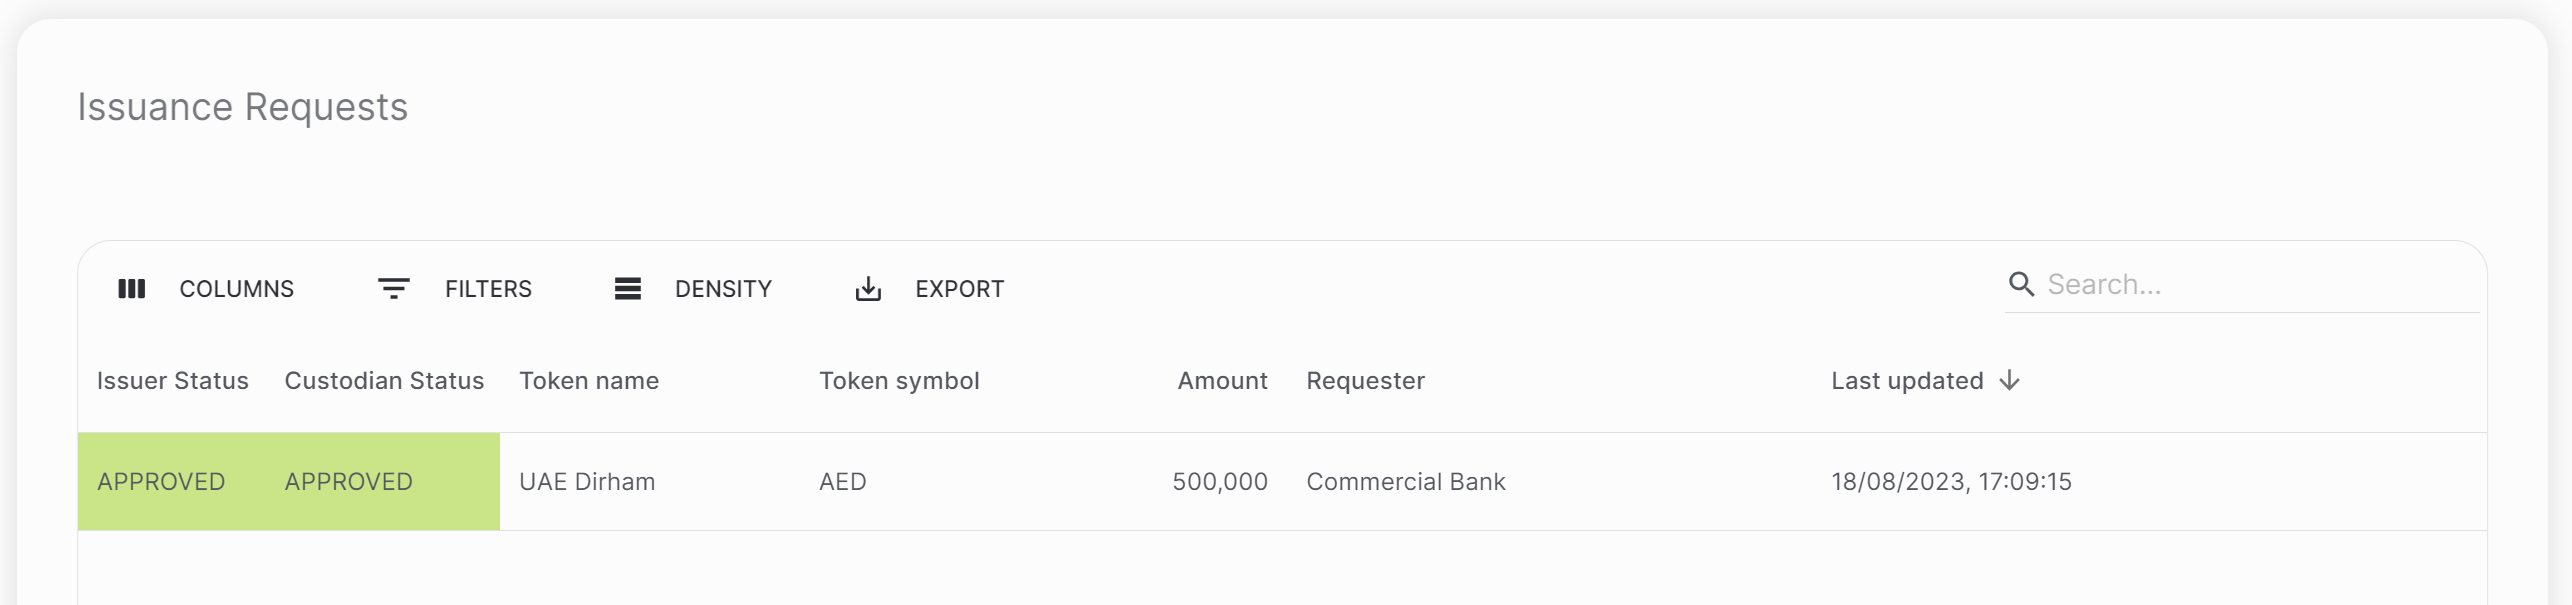 Issuance Requests
COLUMNS FILTERS DENSITY EXPORT Search...
Issuer Status Custodian Status Token name Token symbol Amount Requester Last updated
APPROVED APPROVED UAE Dirham AED 500,000 Commercial Bank 18/08/2023, 17:09:15